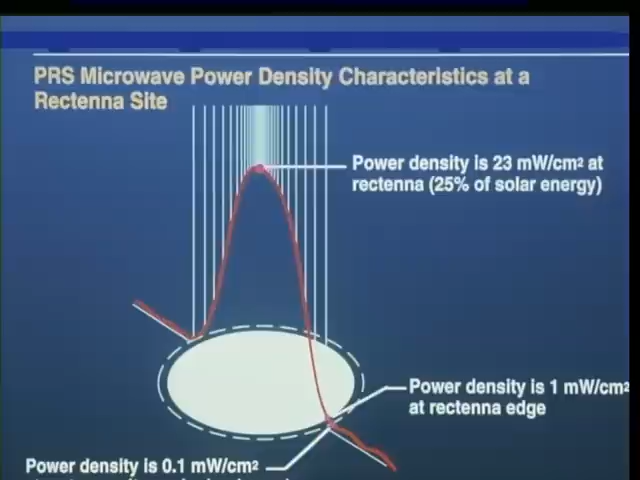 PRS Microwave Power Density Characteristics at a
Rectenna Site
Power density is 23 mW/cm² at
rectenna (25% of solar energy)
Power density is 1 mW/cm²
at rectenna edge
Power density is 0.1 mW/cm²